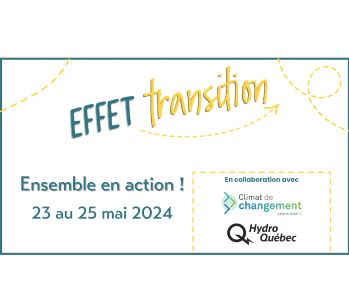 EFFET transition
Ensemble en action !
23 au 25 mai 2024
En collaboration avec
Climat de
changement
Hydro
Québec